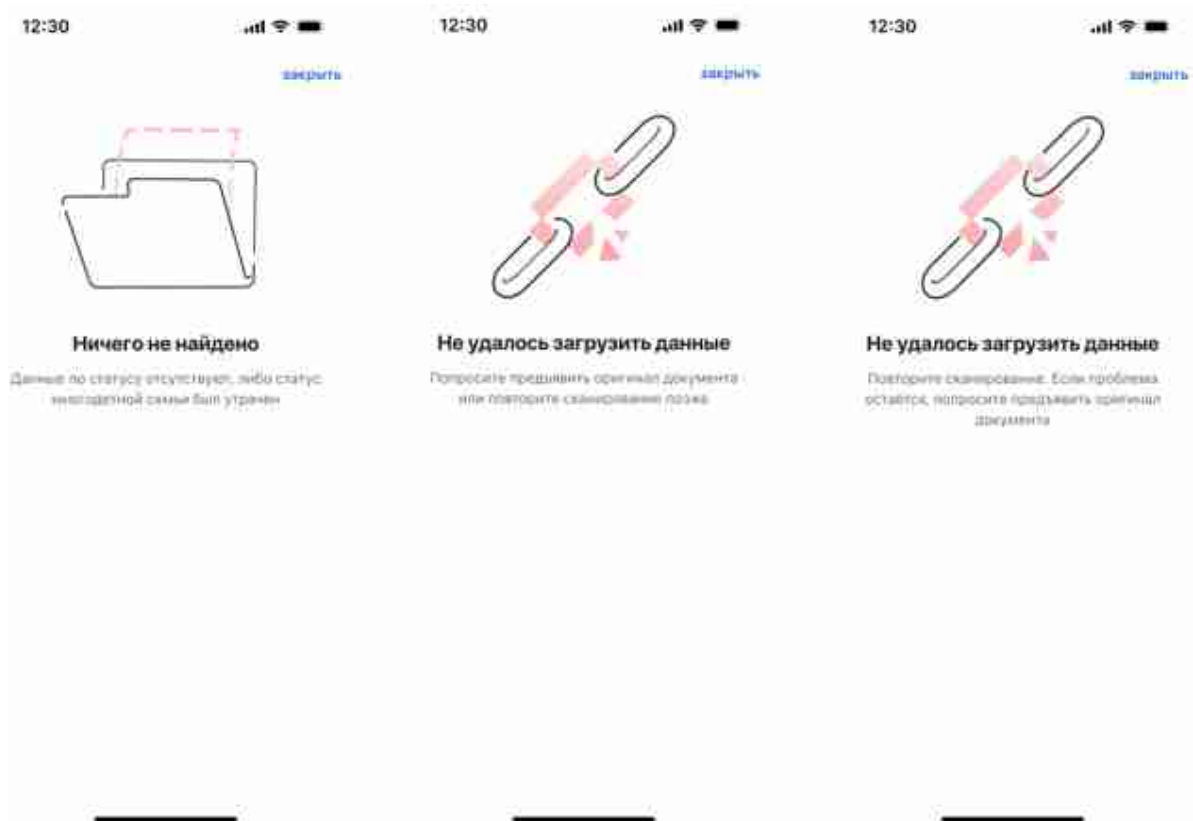 12:30
закрыть
Ничего не найдено
Данные по статусу отсутствуют, либо статус
многодетной семьи был утрачен
12:30
закрыть
Не удалось загрузить данные
Попросите предъявить оригинал документа
или повторите сканирование позже
12:30
закрыть
Не удалось загрузить данные
Повторите сканирование. Если проблема
остаётся, попросите предъявить оригинал
документа